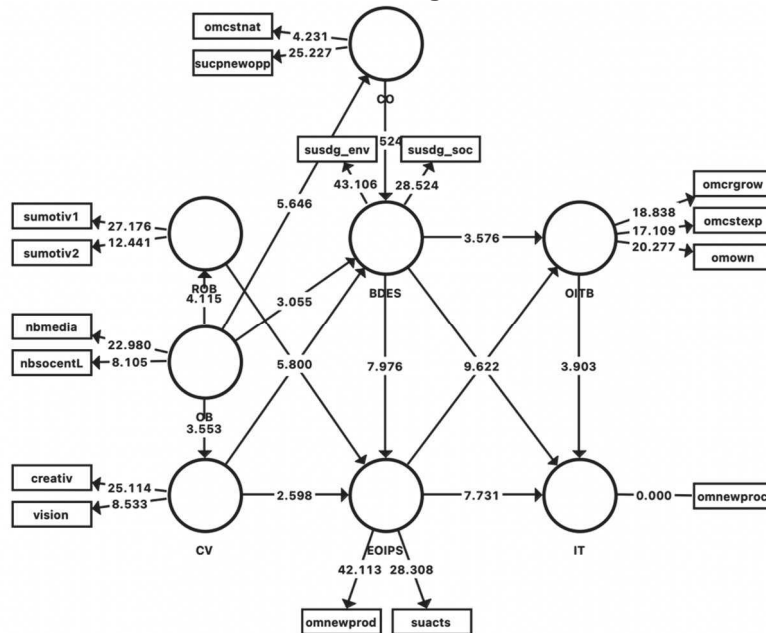 omcstnat
4.231
25.227
sucpnewopp
CO
524
susdg_env
susdg_soc
43.106
28.524
omcrgrow
18.838
sumotiv1
27.176
5.646
17.109
omcstexp
12.441
20.277
sumotiv2
3.576
omown
ROB
BDES
OITB
4.115
3.055
nbmedia
22.980
nbsocentL
8.105
5.800
7.976
9.622
3.903
OB
3.553
creativ
25.114
8.533
2.598
7.731
0.000
vision
CV
EOIPS
IT
42.113
28.308
omnewprod
suacts